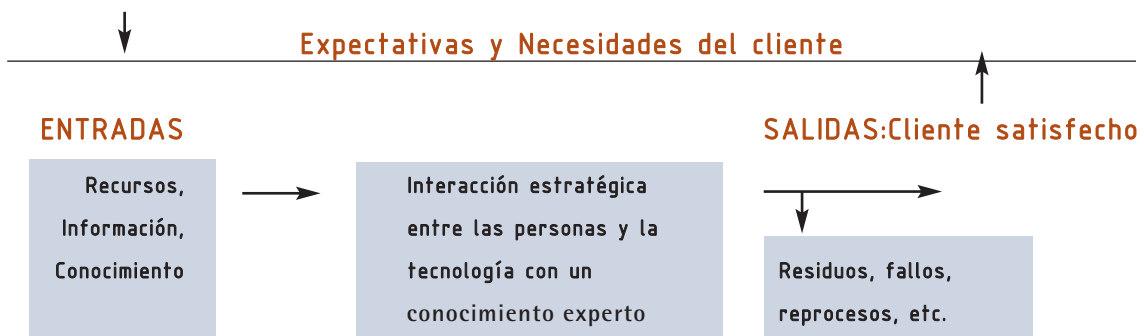 Expectativas y Necesidades del cliente
ENTRADAS
SALIDAS:Cliente satisfecho
Recursos,
Información,
Conocimiento
Interacción estratégica
entre las personas y la
tecnología con un
conocimiento experto
Residuos, fallos,
reprocesos, etc.